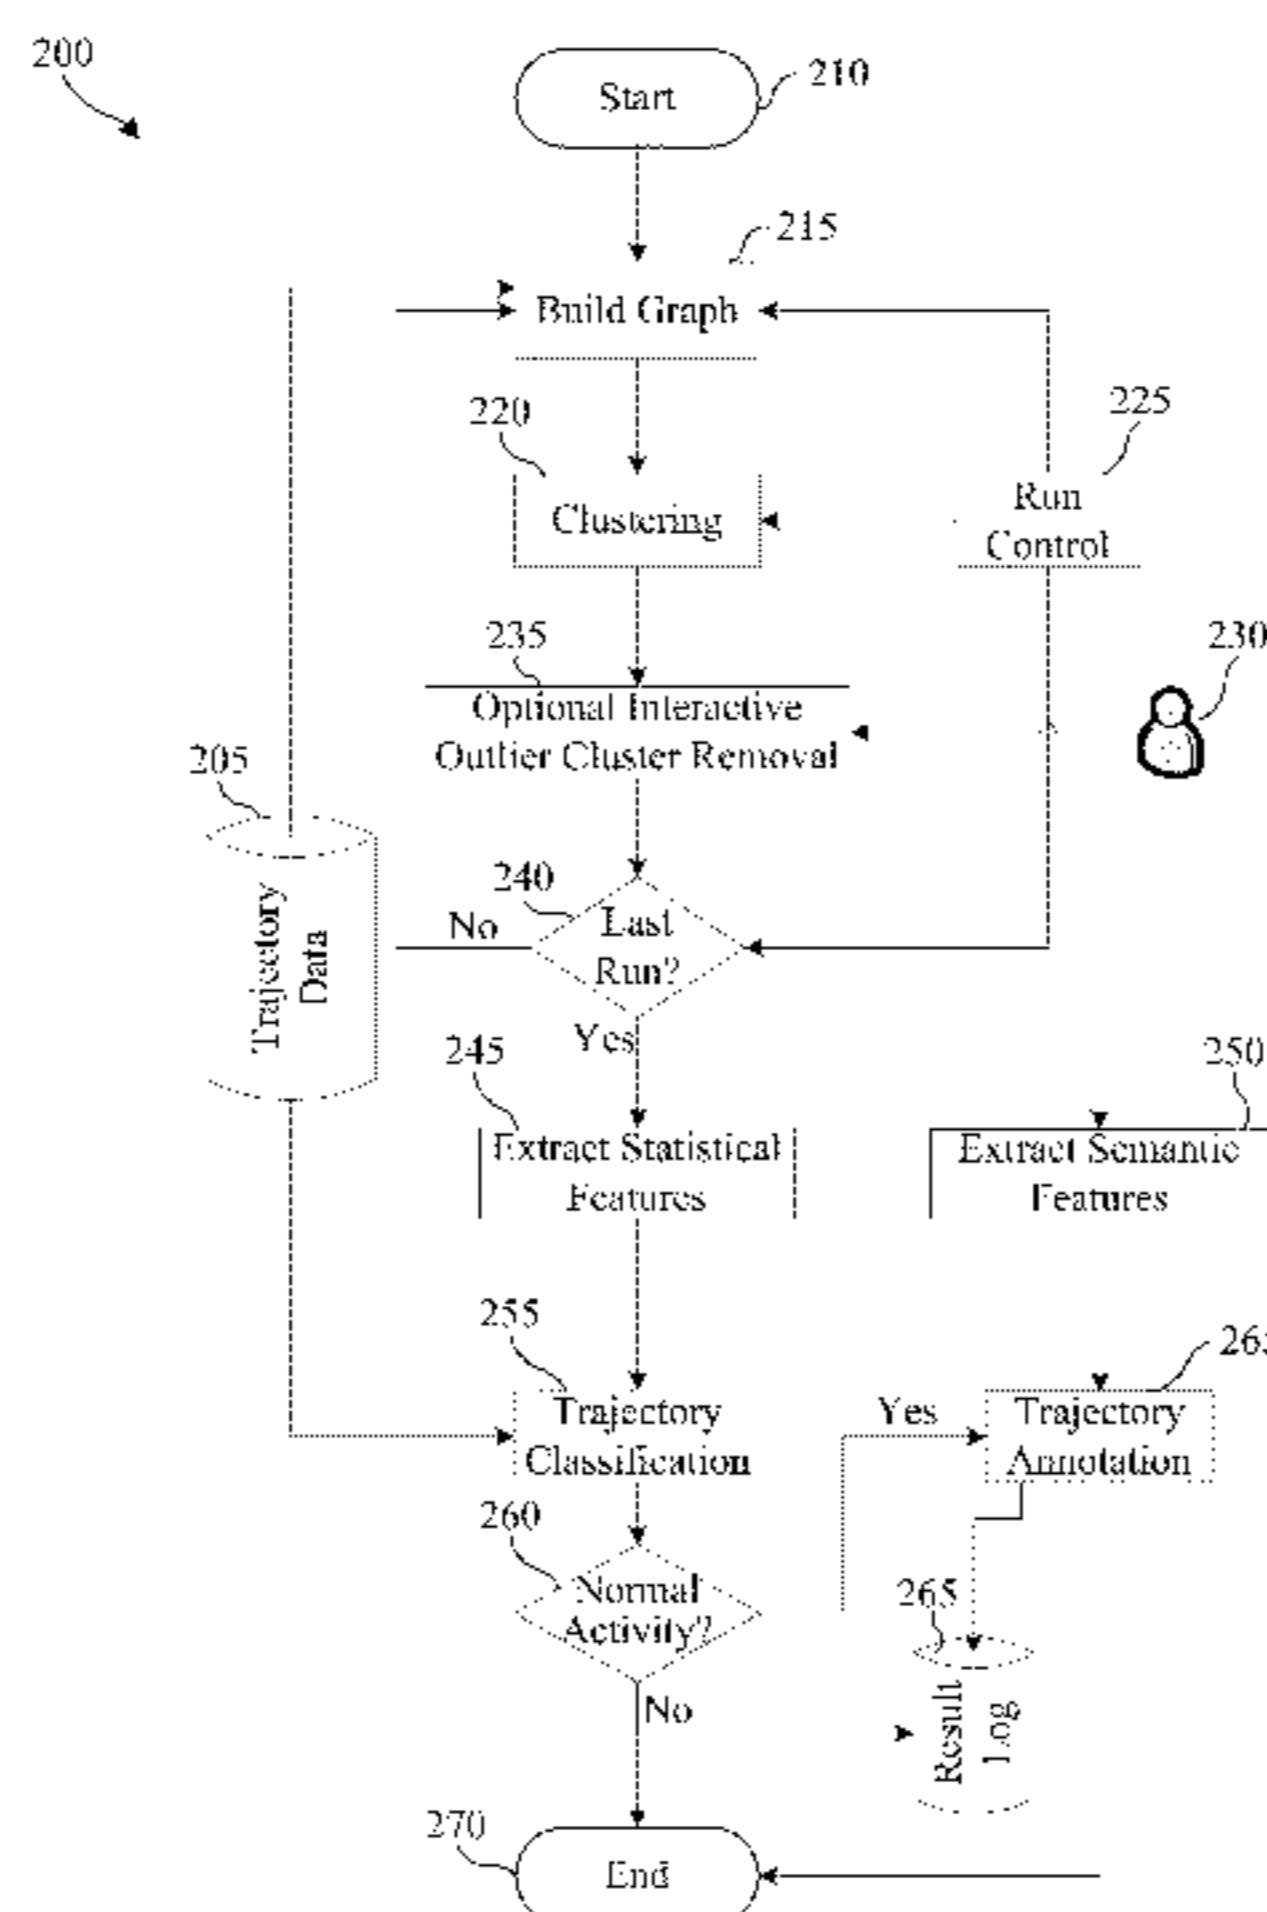 200
Start
210
215
Build Graph
220
225
Clustering
Run
Control
235
230
Optional Interactive
Outlier Cluster Removal
205
240
Trajectory
Data
No
Last
Run?
Yes
245
250
Extract Statistical
Features
Extract Semantic
Features
255
265
Trajectory
Classification
Yes
Trajectory
Annotation
260
Normal
Activity?
265
No
Result
Log
270
End